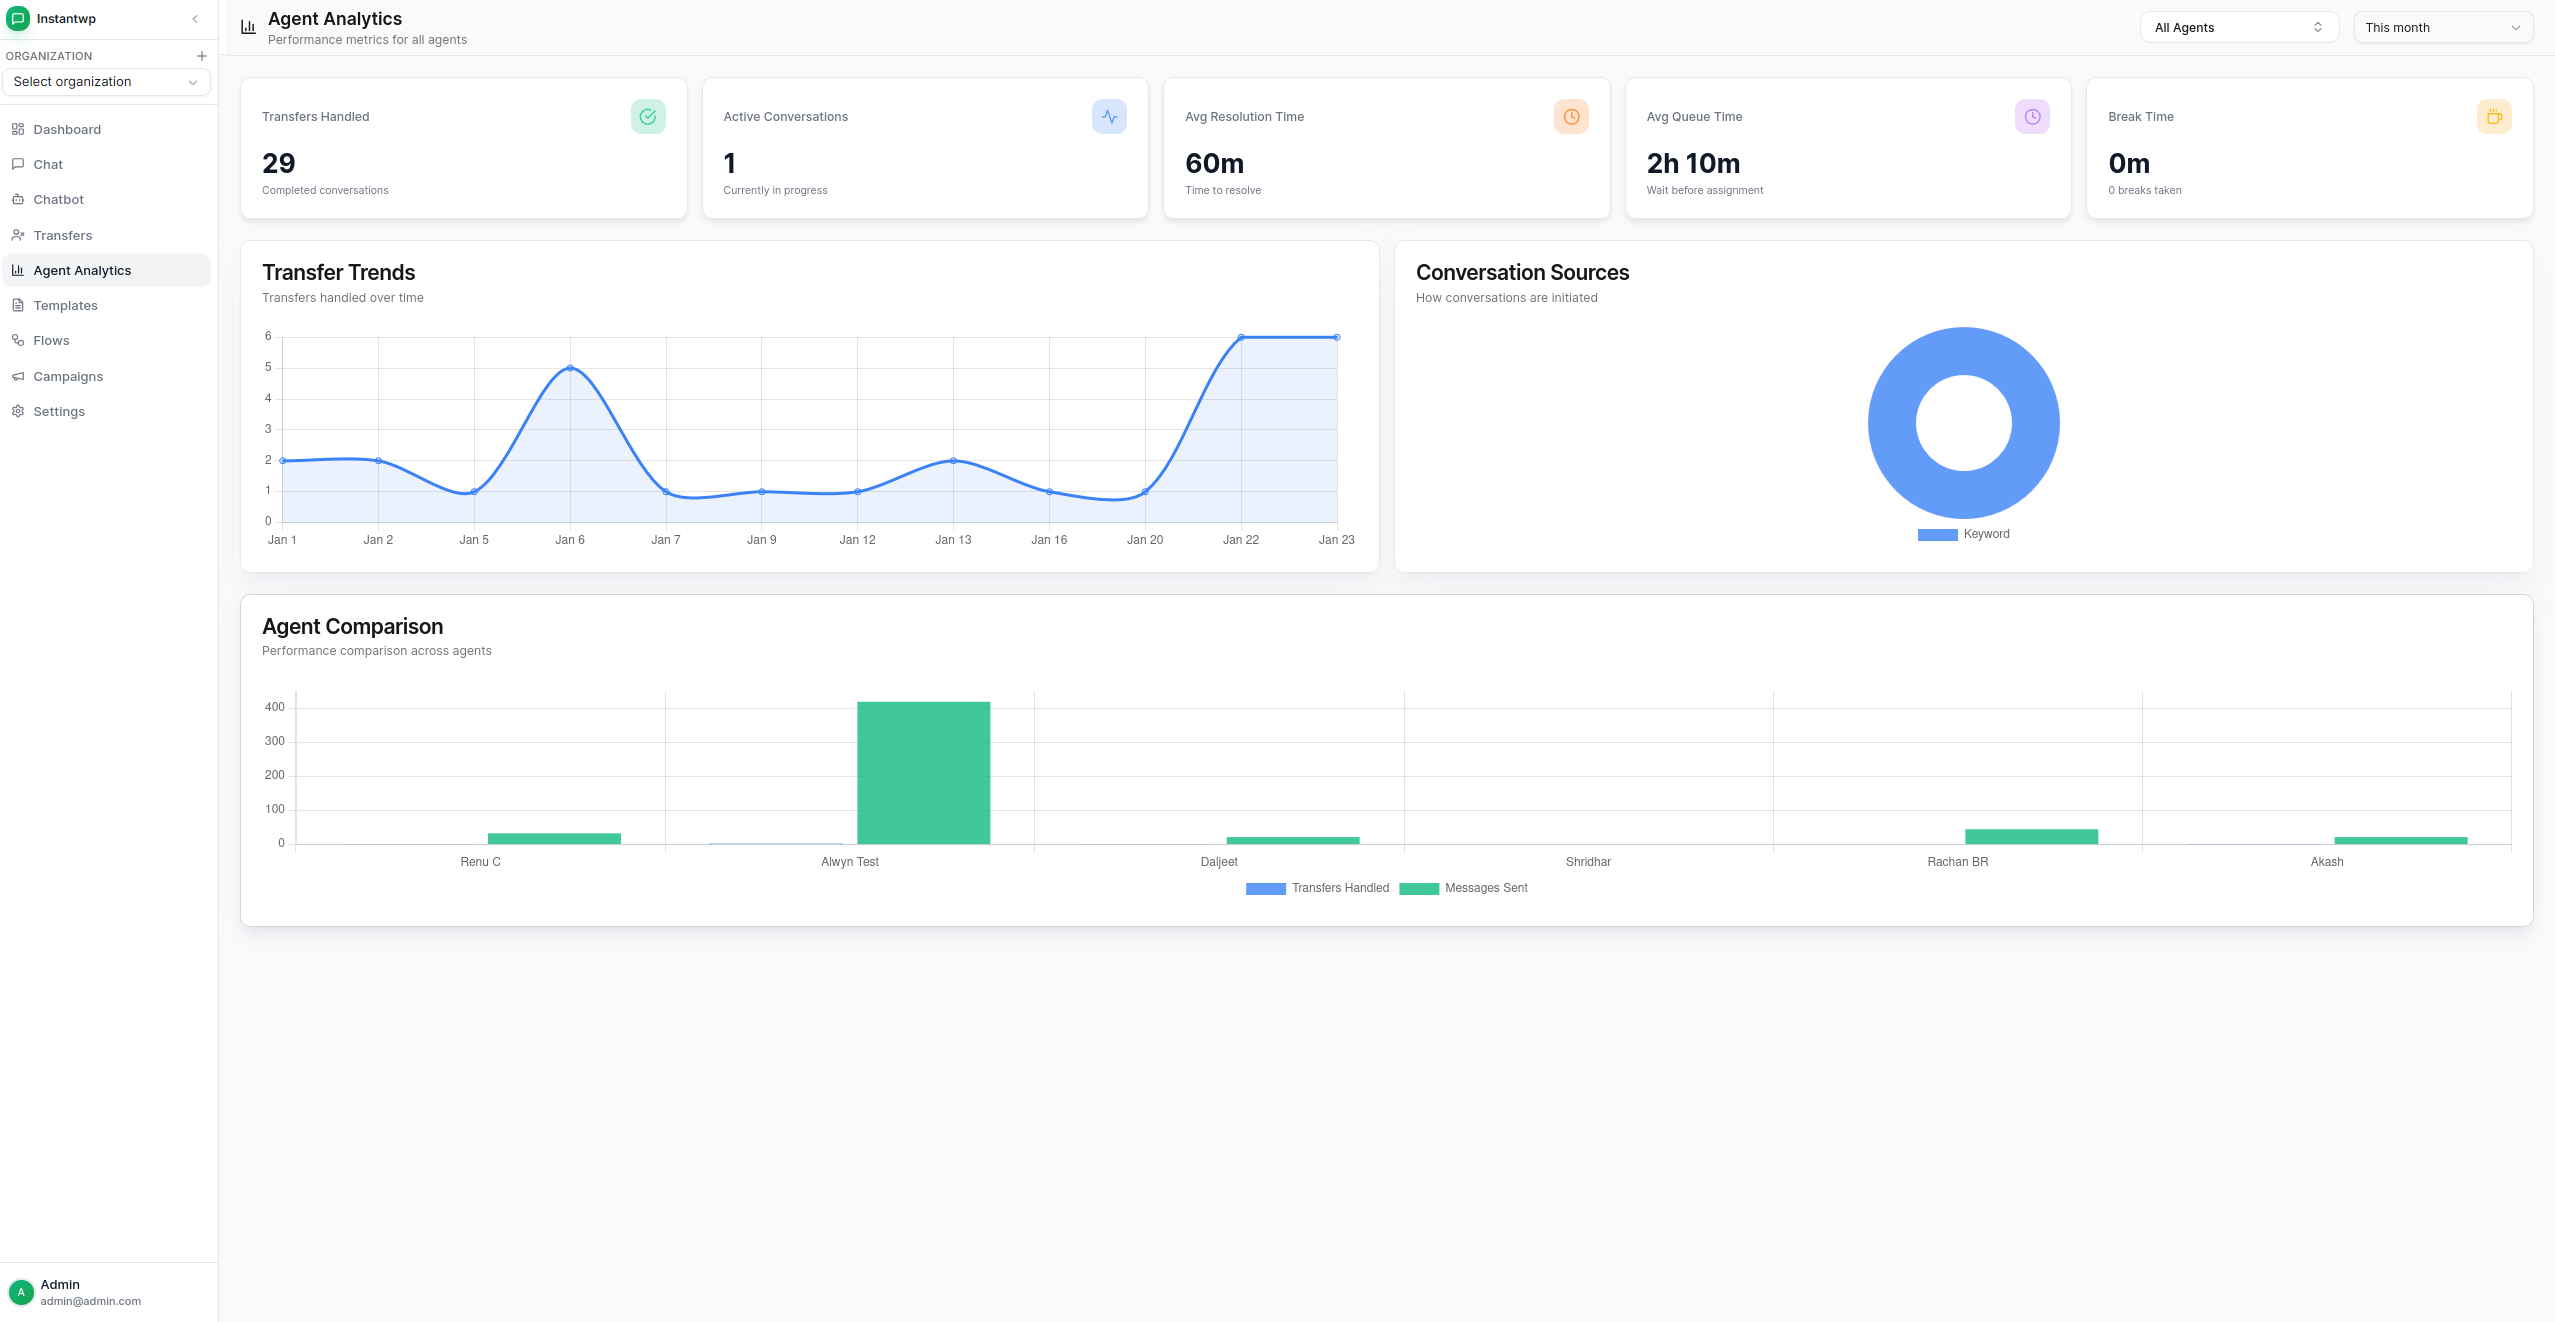 Instantwp
ORGANIZATION
Select organization
Dashboard
Chat
Chatbot
Transfers
Agent Analytics
Templates
Flows
Campaigns
Settings
A
Admin
admin@admin.com
Agent Analytics
Performance metrics for all agents
All Agents
This month
Transfers Handled
29
Completed conversations
Active Conversations
1
Currently in progress
Avg Resolution Time
60m
Time to resolve
Avg Queue Time
2h 10m
Wait before assignment
Break Time
0m
0 breaks taken
Transfer Trends
Transfers handled over time
6
5
4
3
2
1
0
Jan 1 Jan 2 Jan 5 Jan 6 Jan 7 Jan 9 Jan 12 Jan 13 Jan 16 Jan 20 Jan 22 Jan 23
Conversation Sources
How conversations are initiated
Keyword
Agent Comparison
Performance comparison across agents
400
300
200
100
0
Renu C Alwyn Test Daljeet Shridhar Rachan BR Akash
Transfers Handled Messages Sent